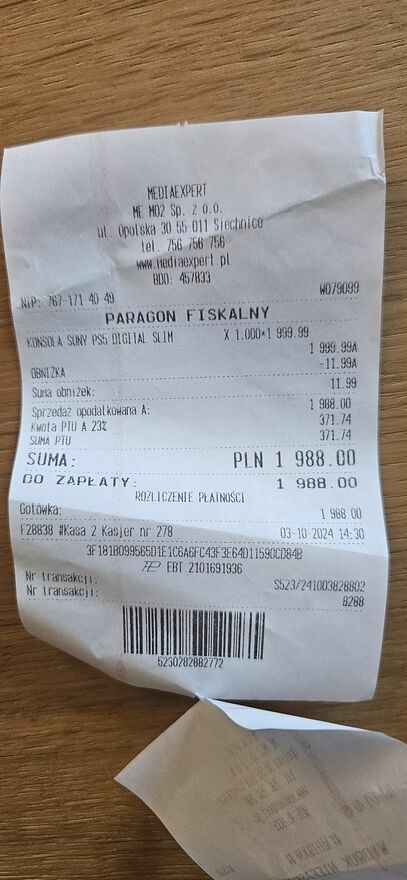 MEDIAEXPERT
ME M02 Sp. z o.o.
ul. Opolska 30 55-011 Siechnice
tel. 756 756 756
www.mediaexpert.pl
BDO: 457833
NIP: 767-171-40-49 W079099
PARAGON FISKALNY
KONSOLA SONY PS5 DIGITAL SLIM X 1.000*1 999.99
1 999.99A
OBNIŻKA -11.99A
Suma obniżek: 11.99
Sprzedaż opodatkowana A: 1 988.00
Kwota PTU A 23% 371.74
SUMA PTU 371.74
SUMA: PLN 1 988.00
DO ZAPŁATY: 1 988.00
ROZLICZENIE PŁATNOŚCI
Gotówka: 1 988.00
F28838 #Kasa 2 Kasjer nr 278 03-10-2024 14:30
EBT 2101691936
Nr transakcji: S523/241003828802
Nr transakcji: 8288
5230282882772